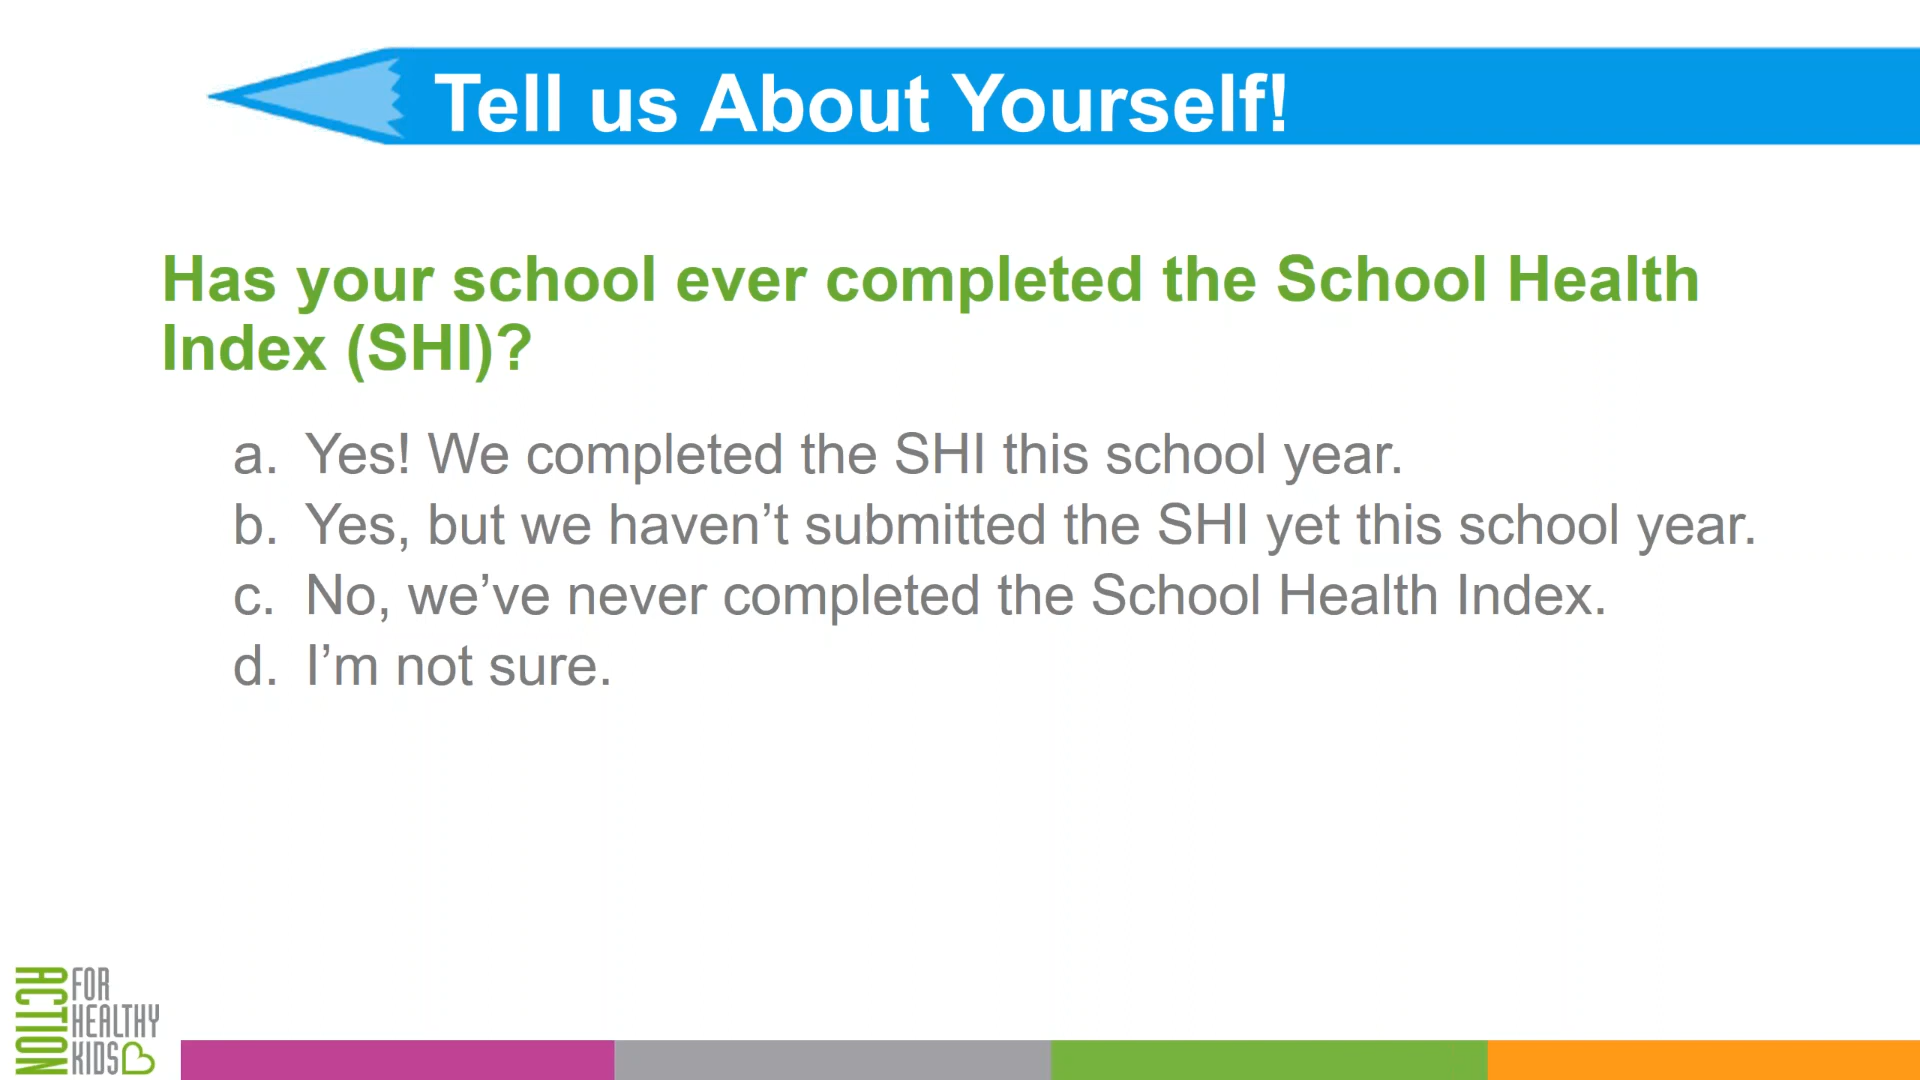 Tell us About Yourself!
Has your school ever completed the School Health
Index (SHI)?
a. Yes! We completed the SHI this school year.
b. Yes, but we haven’t submitted the SHI yet this school year.
c. No, we’ve never completed the School Health Index.
d. I’m not sure.
ACTION
FOR
HEALTHY
KIDS